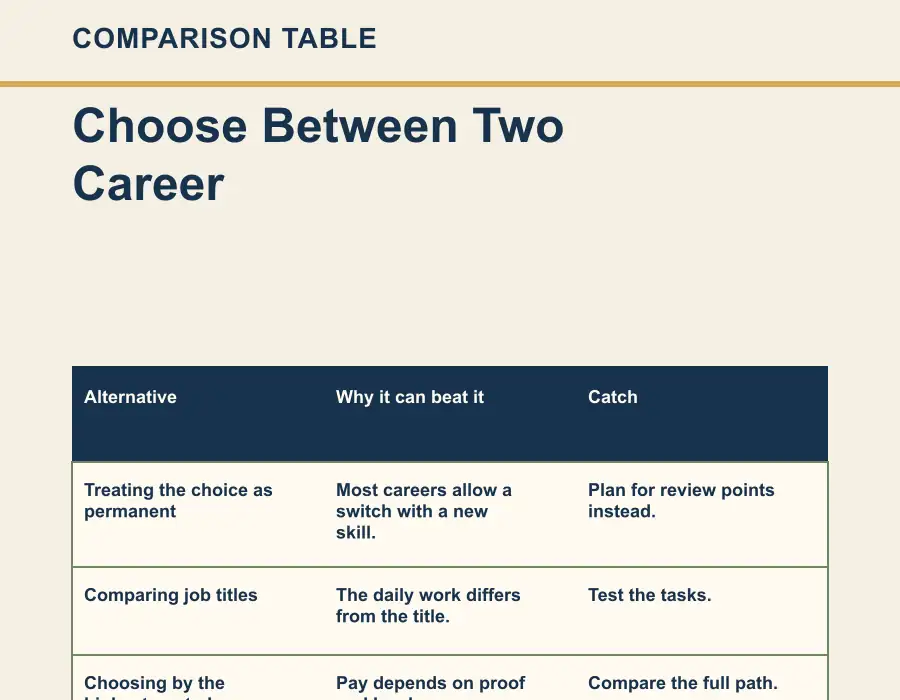 COMPARISON TABLE
Choose Between Two
Career
Alternative
Why it can beat it
Catch
Treating the choice as
permanent
Most careers allow a
switch with a new
skill.
Plan for review points
instead.
Comparing job titles
The daily work differs
from the title.
Test the tasks.
Choosing by the
Pay depends on proof
Compare the full path.